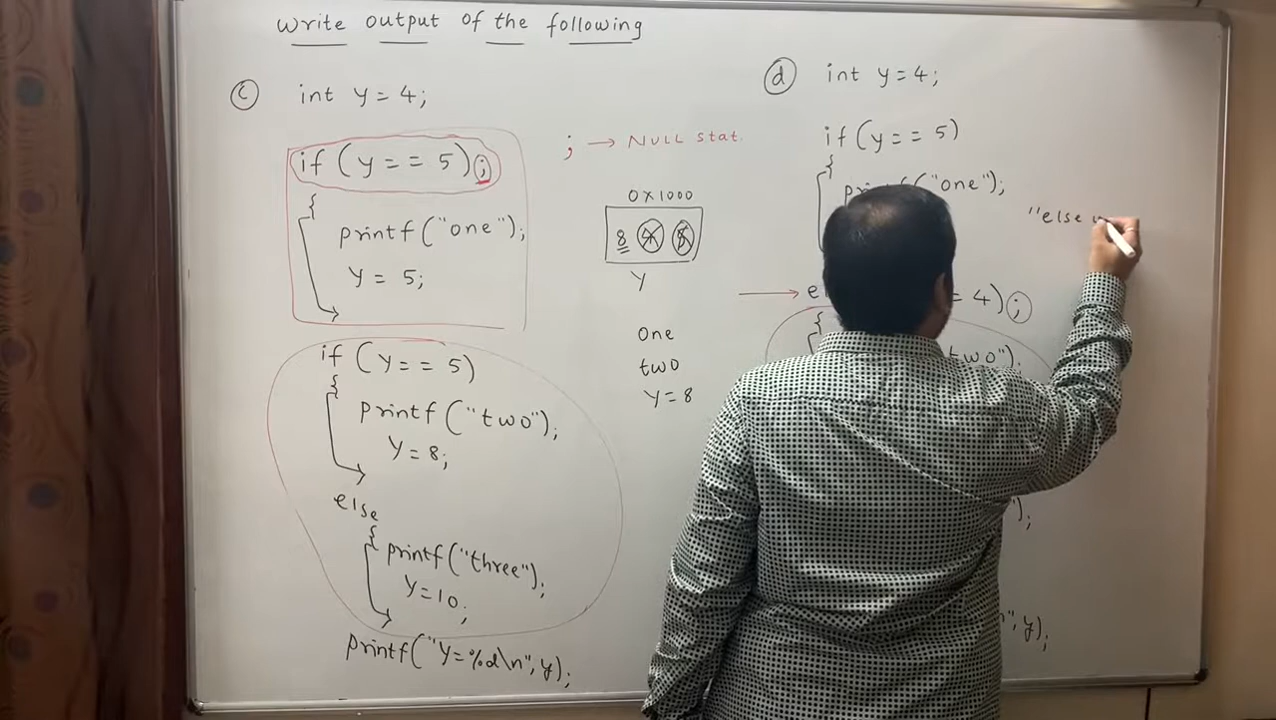 Write output of the following
c int y = 4;
if (y == 5);
{
printf("one");
y = 5;
}
if (y == 5)
{
printf("two");
y = 8;
}
else
{
printf("three");
y = 10;
}
printf("y=%d\n", y);
; → NULL stat.
0x1000
8
y
one
two
y = 8
d int y = 4;
if (y == 5)
{
("one");
"else
= 4);
{
two");
);
n", y);